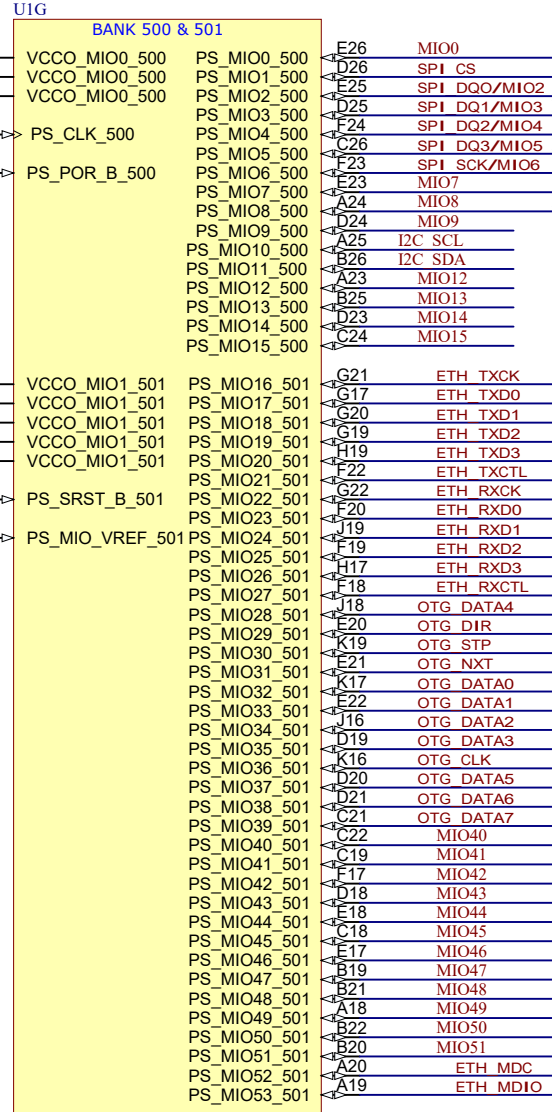 U1G
BANK 500 & 501
VCCO_MIO0_500 PS_MIO0_500 E26 MIO0
VCCO_MIO0_500 PS_MIO1_500 D26 SPI_CS
VCCO_MIO0_500 PS_MIO2_500 E25 SPI_DQ0/MIO2
PS_MIO3_500 D25 SPI_DQ1/MIO3
PS_CLK_500 PS_MIO4_500 F24 SPI_DQ2/MIO4
PS_MIO5_500 C26 SPI_DQ3/MIO5
PS_POR_B_500 PS_MIO6_500 F23 SPI_SCK/MIO6
PS_MIO7_500 E23 MIO7
PS_MIO8_500 A24 MIO8
PS_MIO9_500 D24 MIO9
PS_MIO10_500 A25 I2C_SCL
PS_MIO11_500 B26 I2C_SDA
PS_MIO12_500 A23 MIO12
PS_MIO13_500 B25 MIO13
PS_MIO14_500 D23 MIO14
PS_MIO15_500 C24 MIO15
VCCO_MIO1_501 PS_MIO16_501 G21 ETH_TXCK
VCCO_MIO1_501 PS_MIO17_501 G17 ETH_TXD0
VCCO_MIO1_501 PS_MIO18_501 G20 ETH_TXD1
VCCO_MIO1_501 PS_MIO19_501 G19 ETH_TXD2
VCCO_MIO1_501 PS_MIO20_501 H19 ETH_TXD3
PS_MIO21_501 F22 ETH_TXCTL
PS_SRST_B_501 PS_MIO22_501 G22 ETH_RXCK
PS_MIO23_501 F20 ETH_RXD0
PS_MIO_VREF_501 PS_MIO24_501 J19 ETH_RXD1
PS_MIO25_501 F19 ETH_RXD2
PS_MIO26_501 H17 ETH_RXD3
PS_MIO27_501 F18 ETH_RXCTL
PS_MIO28_501 J18 OTG_DATA4
PS_MIO29_501 E20 OTG_DIR
PS_MIO30_501 K19 OTG_STP
PS_MIO31_501 E21 OTG_NXT
PS_MIO32_501 K17 OTG_DATA0
PS_MIO33_501 E22 OTG_DATA1
PS_MIO34_501 J16 OTG_DATA2
PS_MIO35_501 D19 OTG_DATA3
PS_MIO36_501 K16 OTG_CLK
PS_MIO37_501 D20 OTG_DATA5
PS_MIO38_501 D21 OTG_DATA6
PS_MIO39_501 C21 OTG_DATA7
PS_MIO40_501 C22 MIO40
PS_MIO41_501 C19 MIO41
PS_MIO42_501 F17 MIO42
PS_MIO43_501 D18 MIO43
PS_MIO44_501 E18 MIO44
PS_MIO45_501 C18 MIO45
PS_MIO46_501 E17 MIO46
PS_MIO47_501 B19 MIO47
PS_MIO48_501 B21 MIO48
PS_MIO49_501 A18 MIO49
PS_MIO50_501 B22 MIO50
PS_MIO51_501 B20 MIO51
PS_MIO52_501 A20 ETH_MDC
PS_MIO53_501 A19 ETH_MDIO